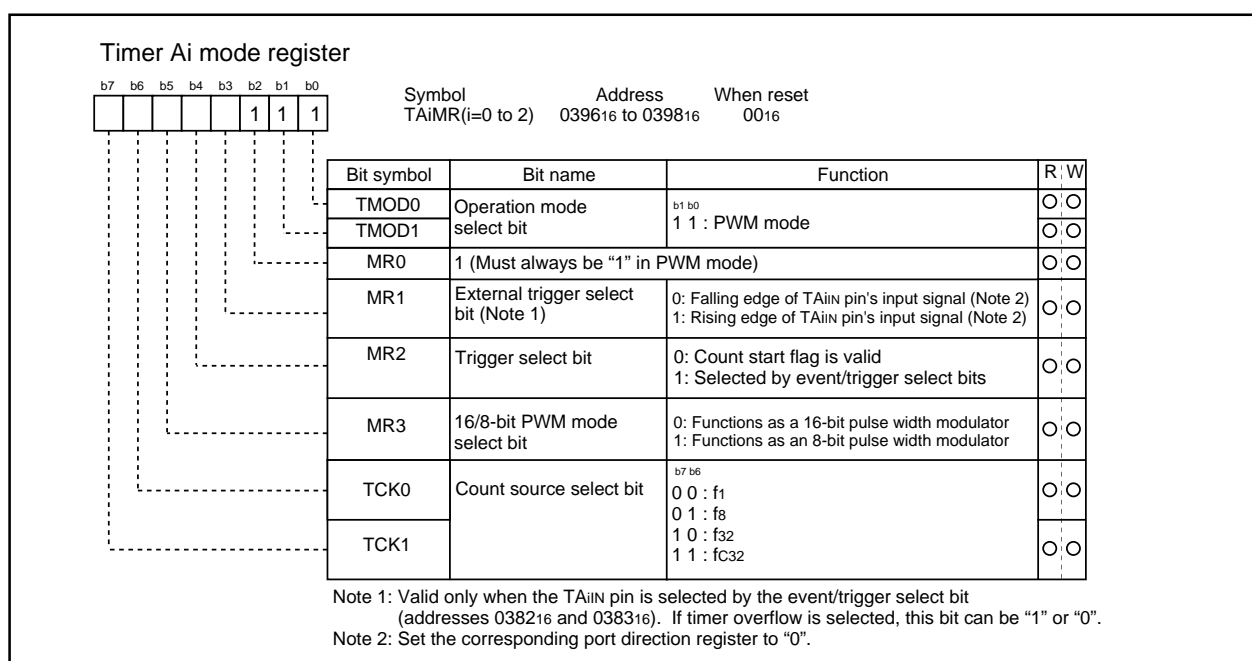 Timer Ai mode register
b7 b6 b5 b4 b3 b2 b1 b0
1 1 1
Symbol Address When reset
TAiMR(i=0 to 2) 039616 to 039816 0016
Bit symbol Bit name Function R W
TMOD0 Operation mode select bit b1 b0
TMOD1 1 1 : PWM mode
MR0 1 (Must always be “1” in PWM mode)
MR1 External trigger select bit (Note 1) 0: Falling edge of TAiIN pin's input signal (Note 2)
1: Rising edge of TAiIN pin's input signal (Note 2)
MR2 Trigger select bit 0: Count start flag is valid
1: Selected by event/trigger select bits
MR3 16/8-bit PWM mode select bit 0: Functions as a 16-bit pulse width modulator
1: Functions as an 8-bit pulse width modulator
b7 b6
TCK0 Count source select bit 0 0 : f1
0 1 : f8
TCK1 1 0 : f32
1 1 : fC32
Note 1: Valid only when the TAiIN pin is selected by the event/trigger select bit
(addresses 038216 and 038316). If timer overflow is selected, this bit can be “1” or “0”.
Note 2: Set the corresponding port direction register to “0”.